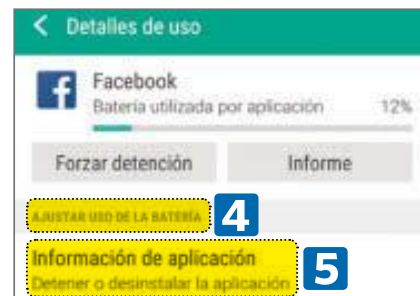 Detalles de uso
Facebook
Batería utilizada por aplicación 12%
Forzar detención Informe
AJUSTAR USO DE LA BATERÍA 4
Información de aplicación 5
Detener o desinstalar la aplicación